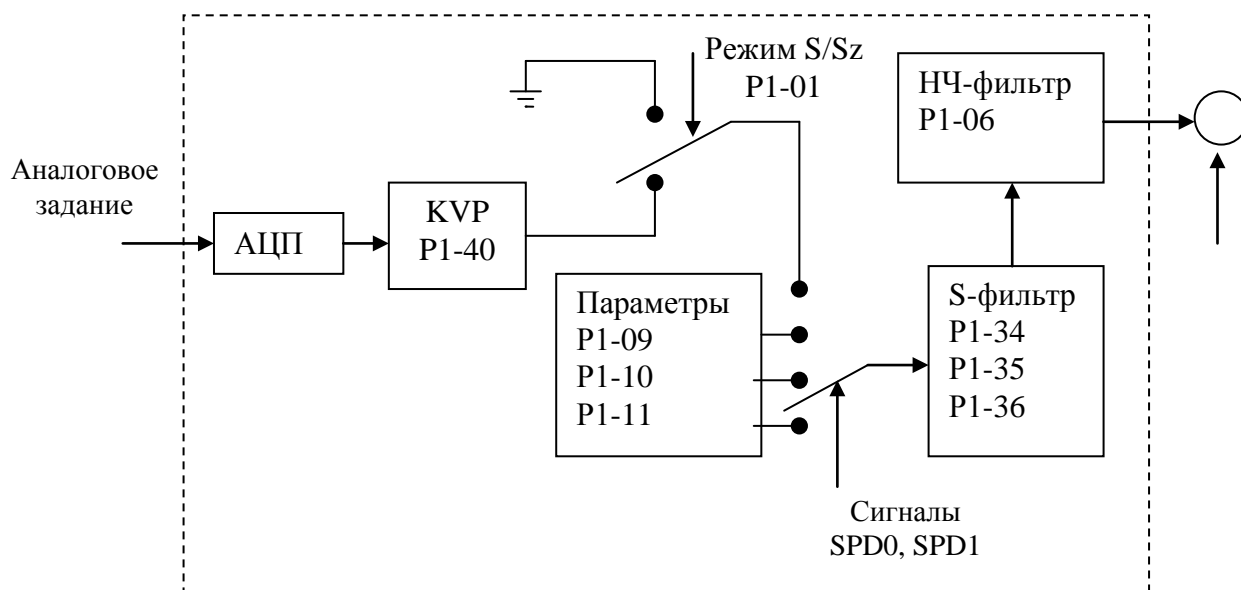 Режим S/Sz
P1-01
НЧ-фильтр
P1-06
Аналоговое
задание
АЦП
KVP
P1-40
Параметры
P1-09
P1-10
P1-11
S-фильтр
P1-34
P1-35
P1-36
Сигналы
SPD0, SPD1